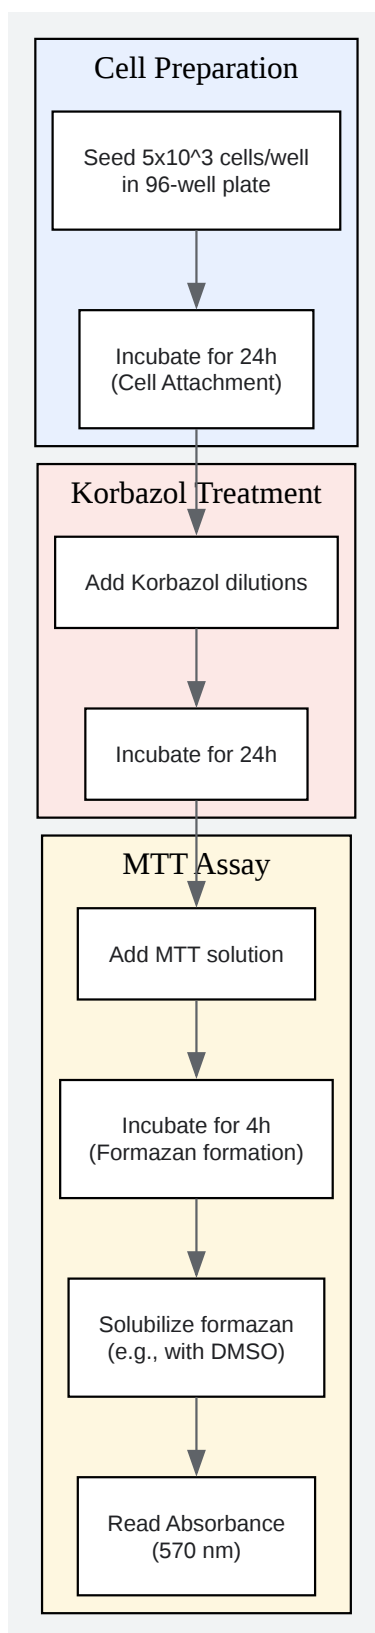 Cell Preparation
Seed 5x10^3 cells/well
in 96-well plate
Incubate for 24h
(Cell Attachment)
Korbazol Treatment
Add Korbazol dilutions
Incubate for 24h
MTT Assay
Add MTT solution
Incubate for 4h
(Formazan formation)
Solubilize formazan
(e.g., with DMSO)
Read Absorbance
(570 nm)